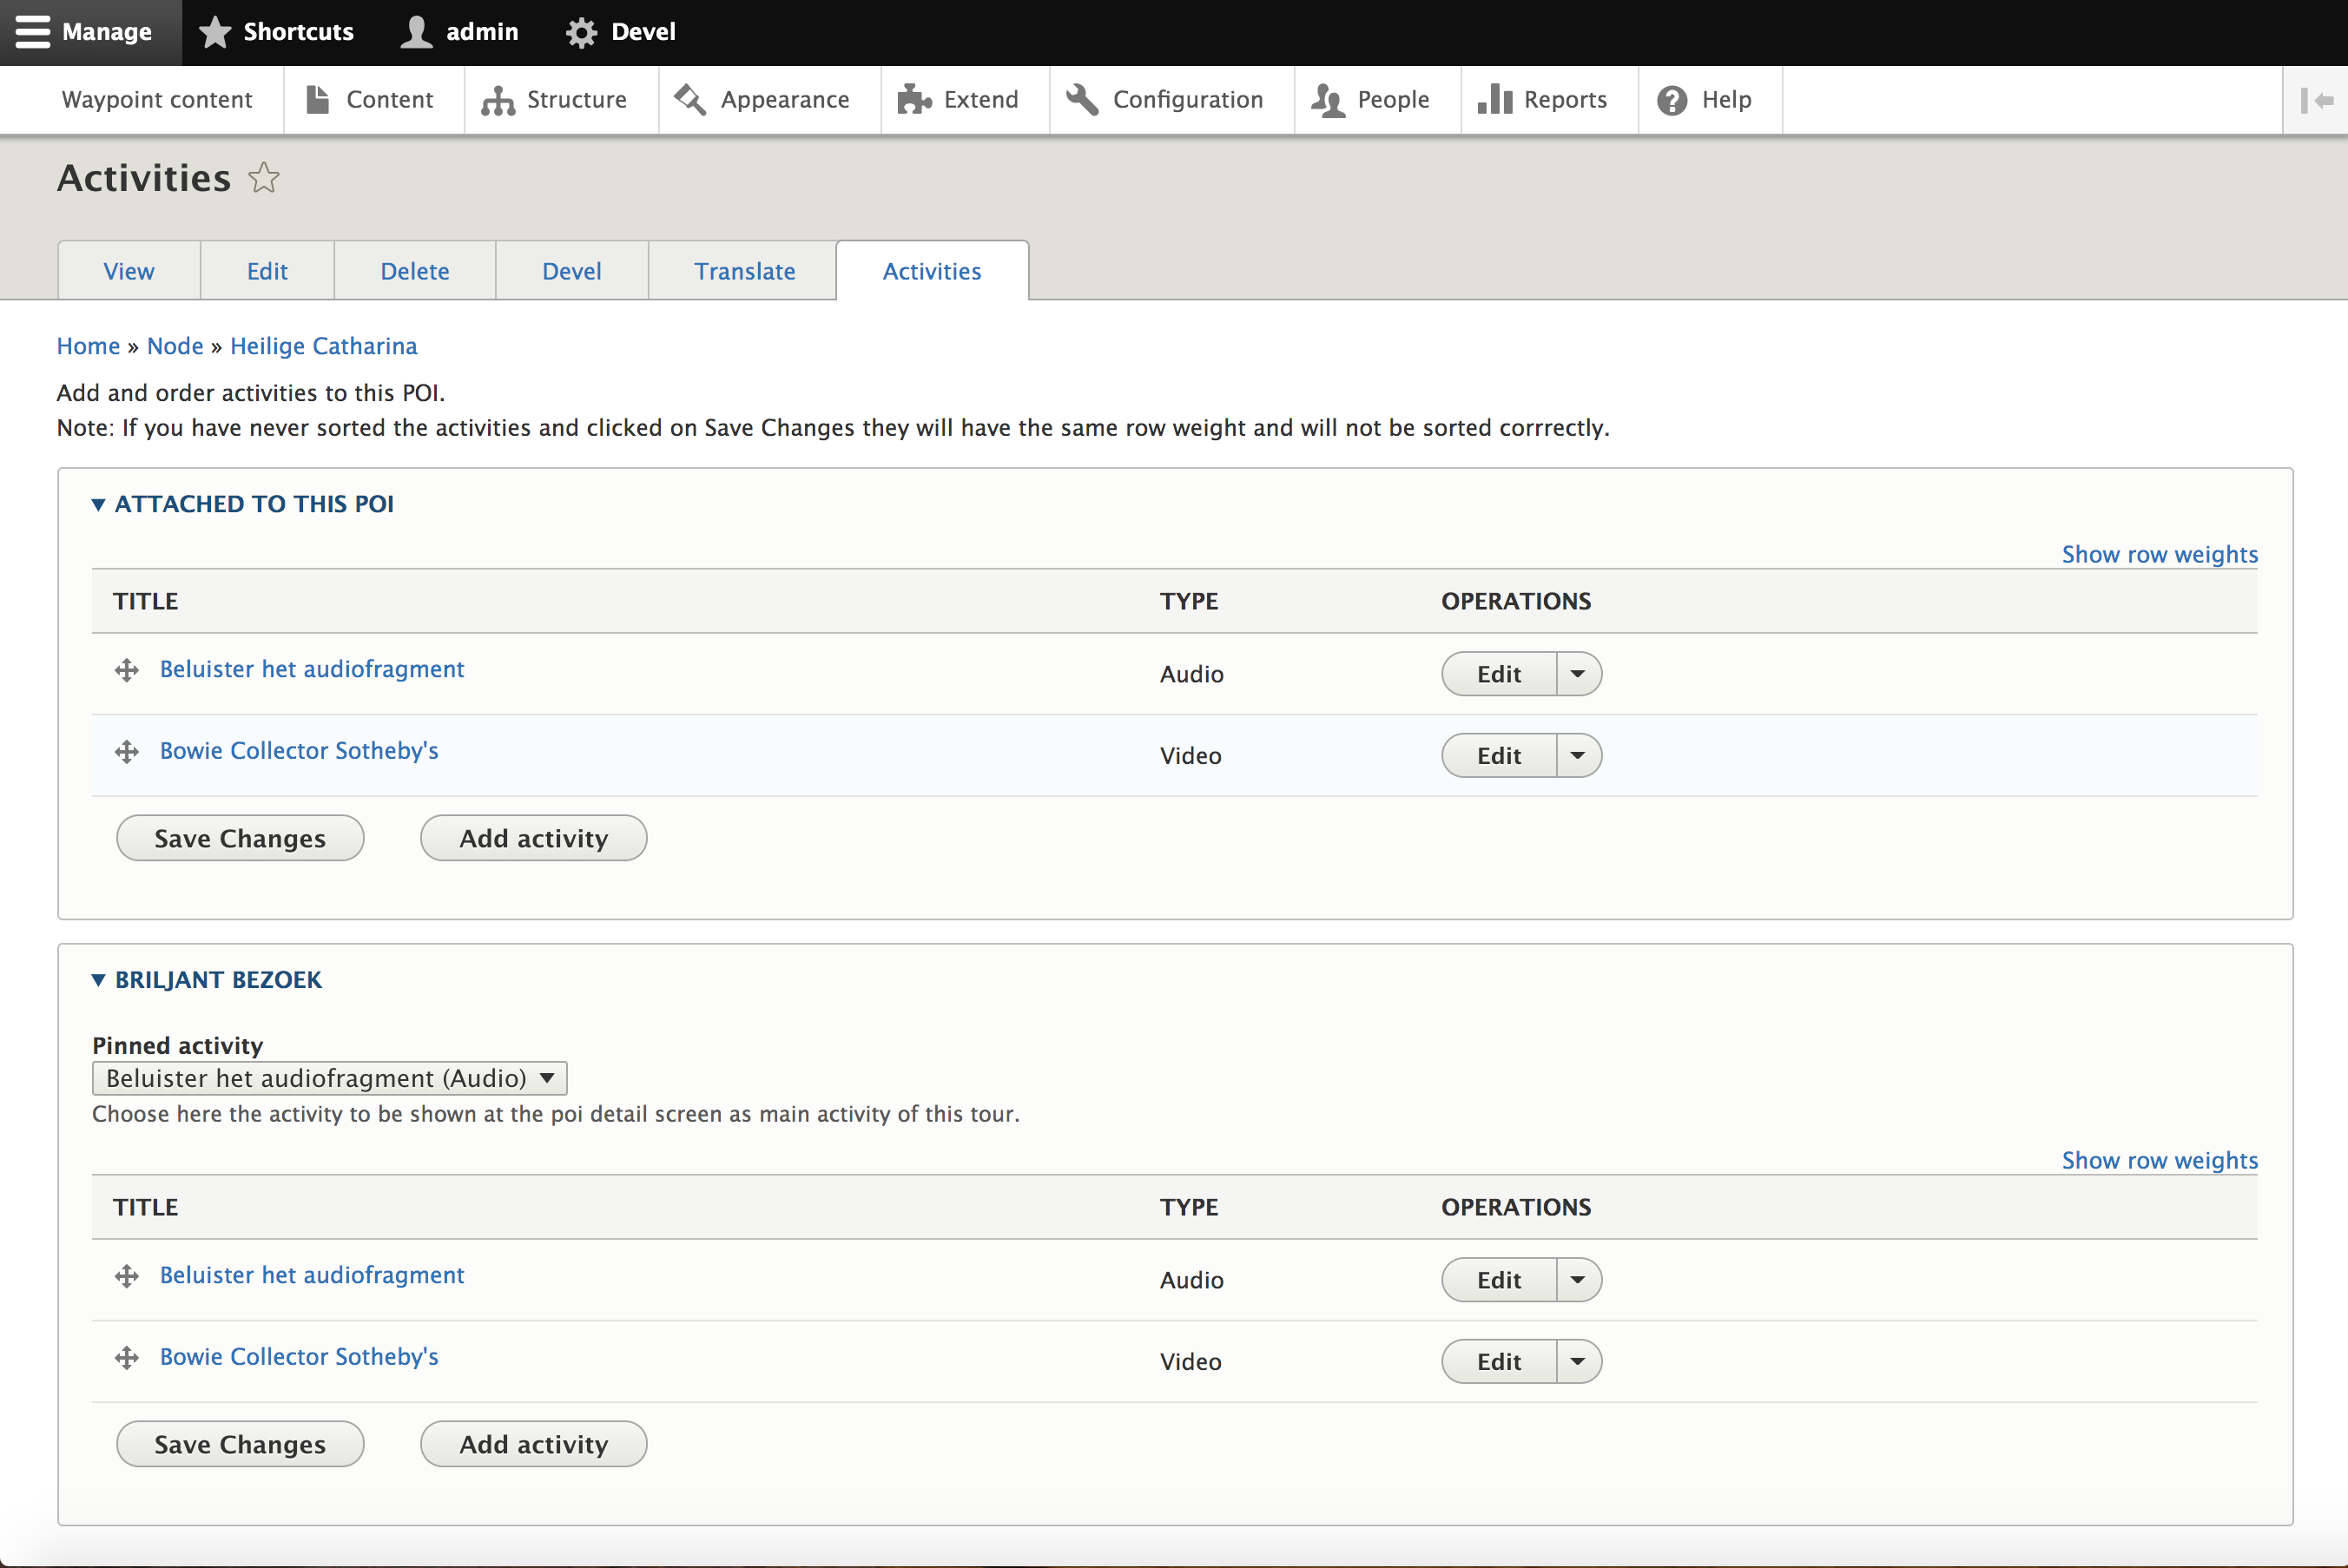 Manage Shortcuts admin Devel
Waypoint content Content Structure Appearance Extend Configuration People Reports Help
Activities
View Edit Delete Devel Translate Activities
Home » Node » Heilige Catharina
Add and order activities to this POI.
Note: If you have never sorted the activities and clicked on Save Changes they will have the same row weight and will not be sorted corrrectly.
ATTACHED TO THIS POI
Show row weights
TITLE TYPE OPERATIONS
Beluister het audiofragment Audio Edit
Bowie Collector Sotheby's Video Edit
Save Changes Add activity
BRILJANT BEZOEK
Pinned activity
Beluister het audiofragment (Audio)
Choose here the activity to be shown at the poi detail screen as main activity of this tour.
Show row weights
TITLE TYPE OPERATIONS
Beluister het audiofragment Audio Edit
Bowie Collector Sotheby's Video Edit
Save Changes Add activity